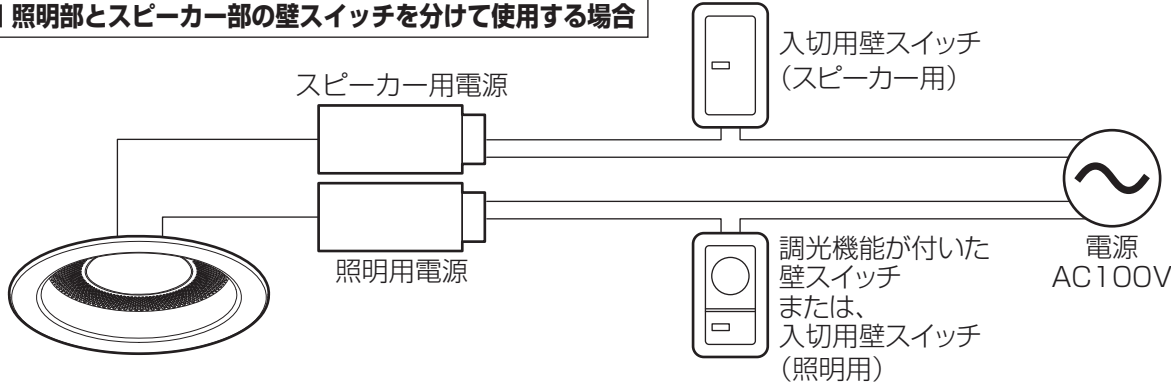 照明部とスピーカー部の壁スイッチを分けて使用する場合
入切用壁スイッチ
（スピーカー用）
スピーカー用電源
照明用電源
調光機能が付いた
壁スイッチ
または、
入切用壁スイッチ
（照明用）
電源
AC100V